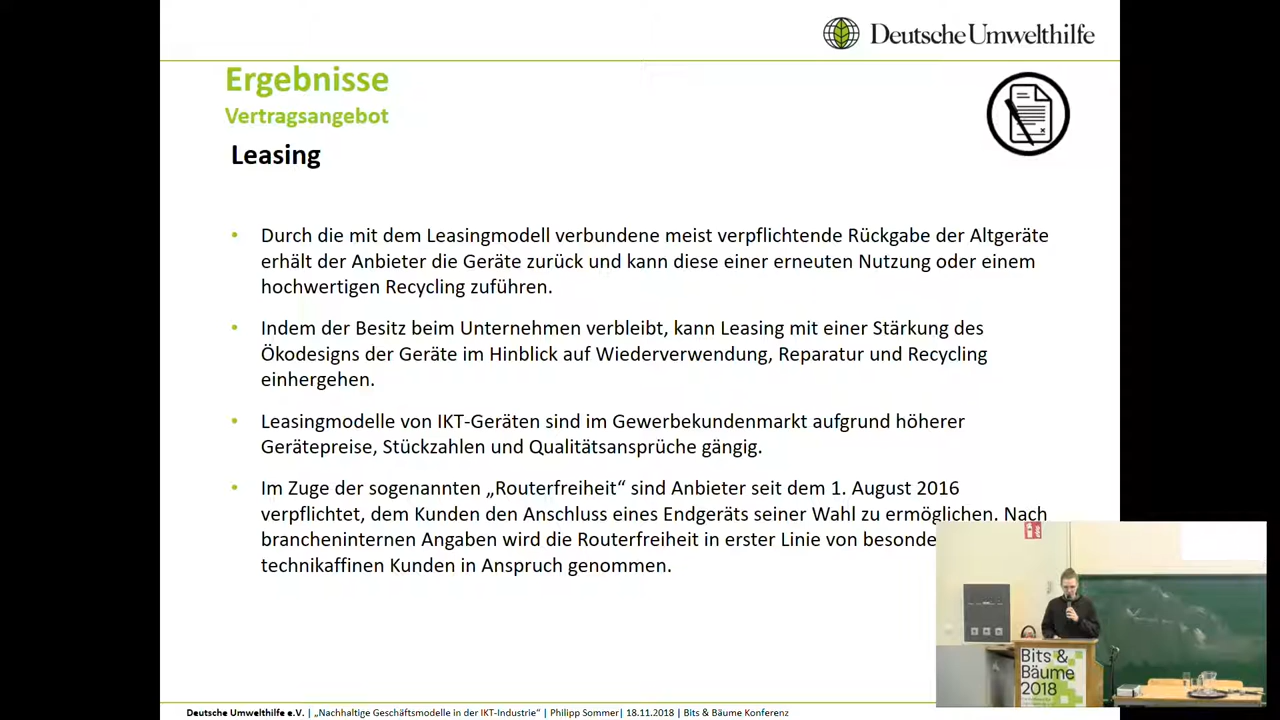 Deutsche Umwelthilfe
Ergebnisse
Vertragsangebot
Leasing
• Durch die mit dem Leasingmodell verbundene meist verpflichtende Rückgabe der Altgeräte
erhält der Anbieter die Geräte zurück und kann diese einer erneuten Nutzung oder einem
hochwertigen Recycling zuführen.
• Indem der Besitz beim Unternehmen verbleibt, kann Leasing mit einer Stärkung des
Ökodesigns der Geräte im Hinblick auf Wiederverwendung, Reparatur und Recycling
einhergehen.
• Leasingmodelle von IKT-Geräten sind im Gewerbekundenmarkt aufgrund höherer
Gerätepreise, Stückzahlen und Qualitätsansprüche gängig.
• Im Zuge der sogenannten „Routerfreiheit“ sind Anbieter seit dem 1. August 2016
verpflichtet, dem Kunden den Anschluss eines Endgeräts seiner Wahl zu ermöglichen. Nach
brancheninternen Angaben wird die Routerfreiheit in erster Linie von besonde
technikaffinen Kunden in Anspruch genommen.
Bits &
Bäume
2018
Deutsche Umwelthilfe e.V. | „Nachhaltige Geschäftsmodelle in der IKT-Industrie“ | Philipp Sommer| 18.11.2018 | Bits & Bäume Konferenz